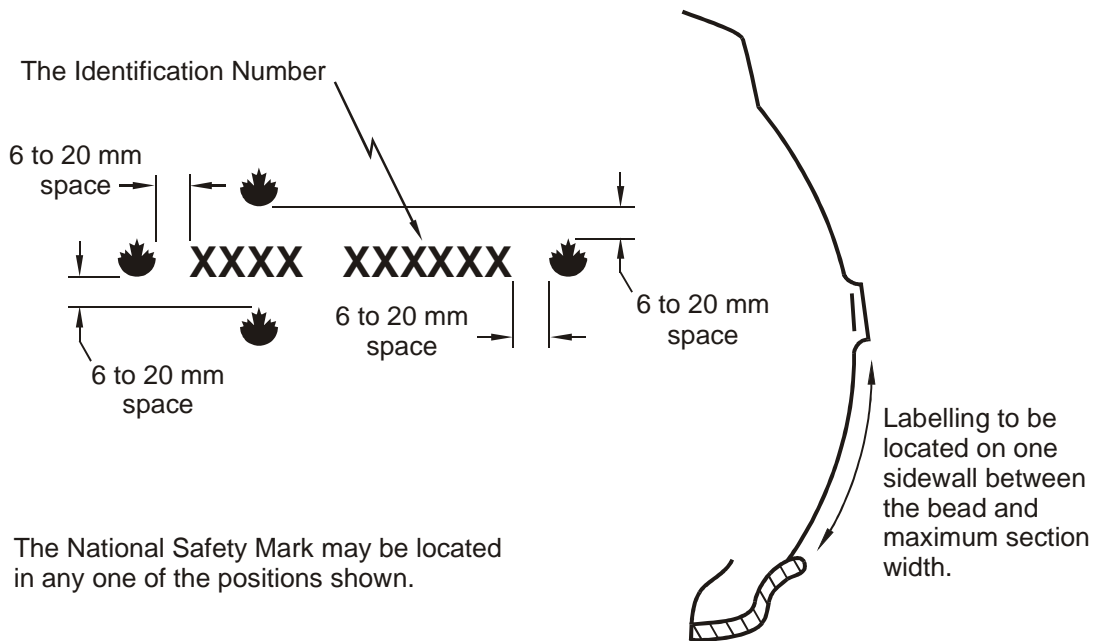 The Identification Number
6 to 20 mm
space
XXXX XXXXXX
6 to 20 mm
space
6 to 20 mm
space
6 to 20 mm
space
Labelling to be
located on one
sidewall between
the bead and
maximum section
width.
The National Safety Mark may be located
in any one of the positions shown.